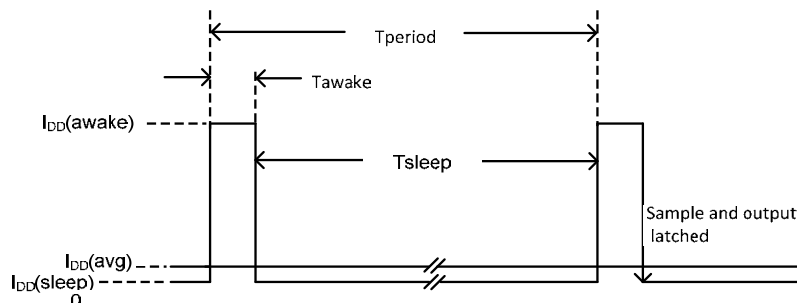 Tperiod
Tawake
IDD(awake)
Tsleep
Sample and output
latched
IDD(avg)
IDD(sleep)
0